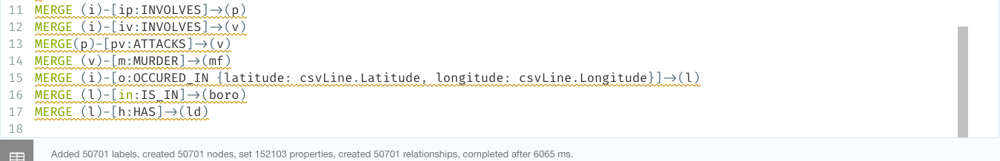 11 MERGE (i)-[ip:INVOLVES]->(p)
12 MERGE (i)-[iv:INVOLVES]->(v)
13 MERGE(p)-[pv:ATTACKS]->(v)
14 MERGE (v)-[m:MURDER]->(mf)
15 MERGE (i)-[o:OCCURED_IN {latitude: csvLine.Latitude, longitude: csvLine.Longitude}]->(l)
16 MERGE (l)-[in:IS_IN]->(boro)
17 MERGE (l)-[h:HAS]->(ld)
18
Added 50701 labels, created 50701 nodes, set 152103 properties, created 50701 relationships, completed after 6065 ms.